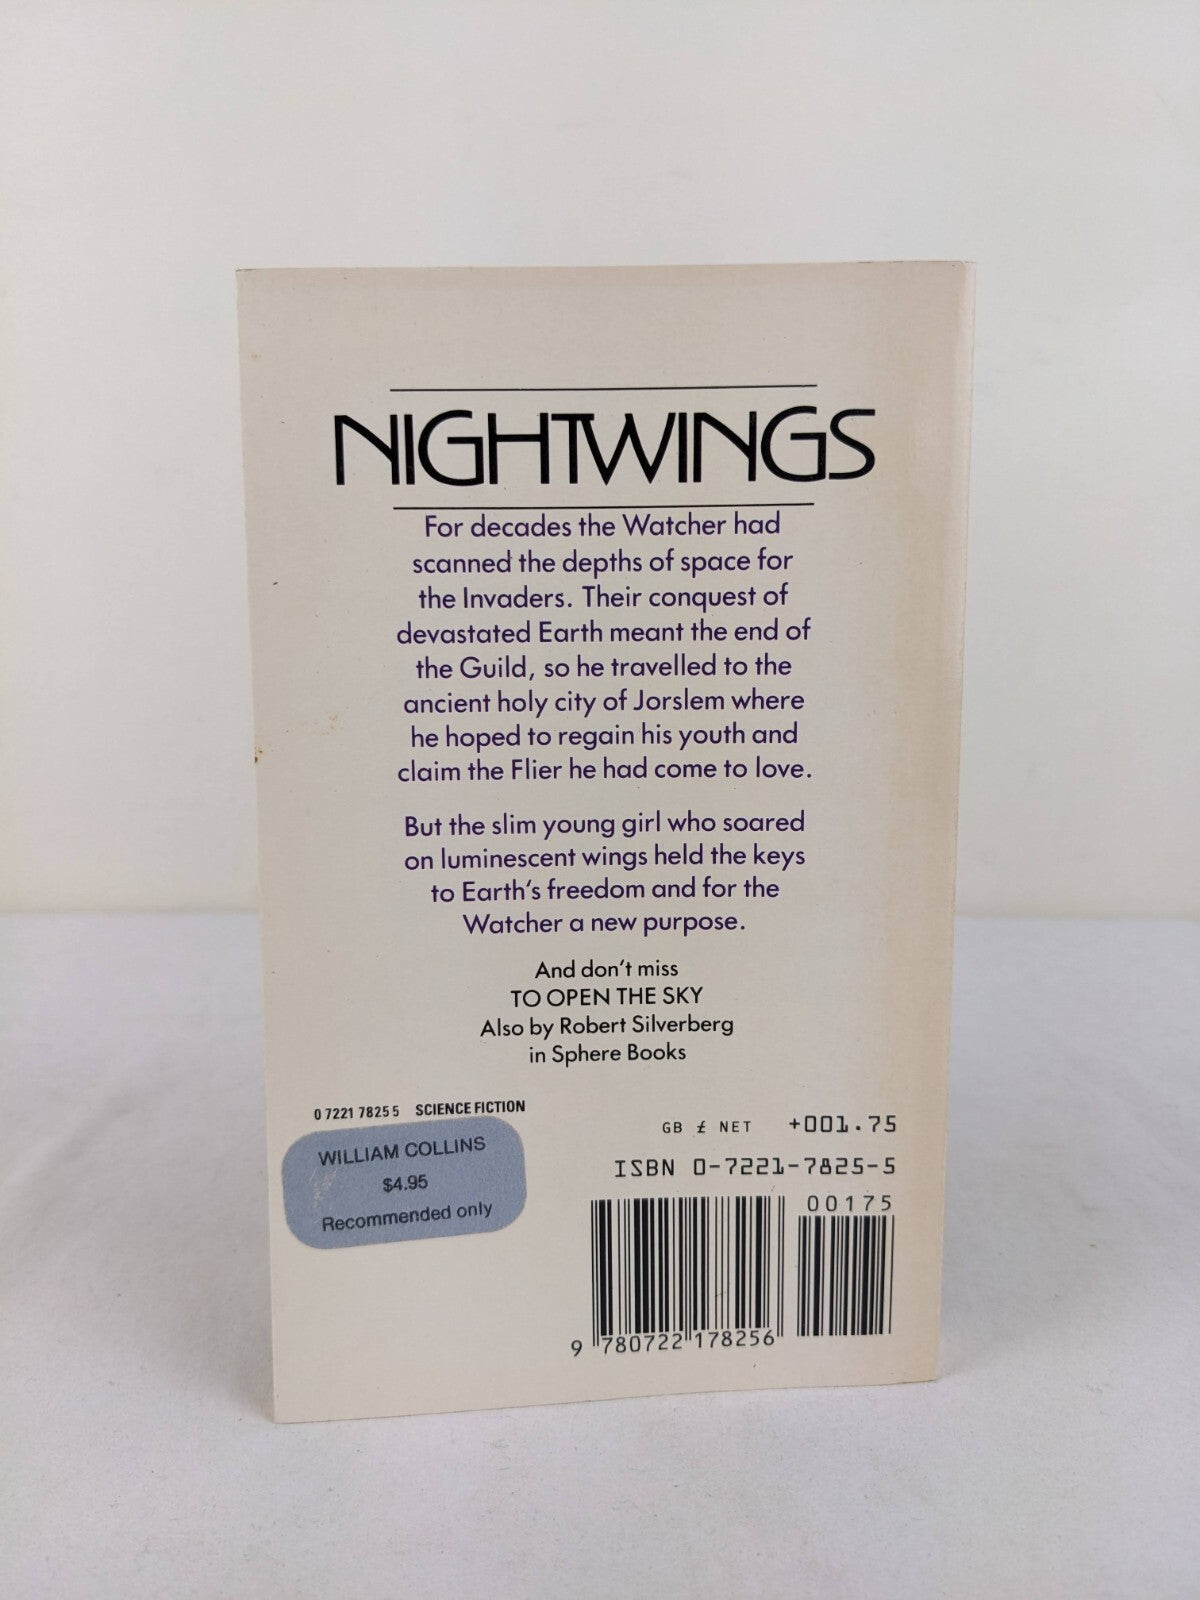 NIGHTWINGS
For decades the Watcher had
scanned the depths of space for
the Invaders. Their conquest of
devastated Earth meant the end of
the Guild, so he travelled to the
ancient holy city of Jorslem where
he hoped to regain his youth and
claim the Flier he had come to love.
But the slim young girl who soared
on luminescent wings held the keys
to Earth's freedom and for the
Watcher a new purpose.
And don't miss
TO OPEN THE SKY
Also by Robert Silverberg
in Sphere Books
0 7221 7825 5 SCIENCE FICTION
WILLIAM COLLINS
$4.95
Recommended only
GB £ NET +001.75
ISBN 0-7221-7825-5
00175
9 780722 178256